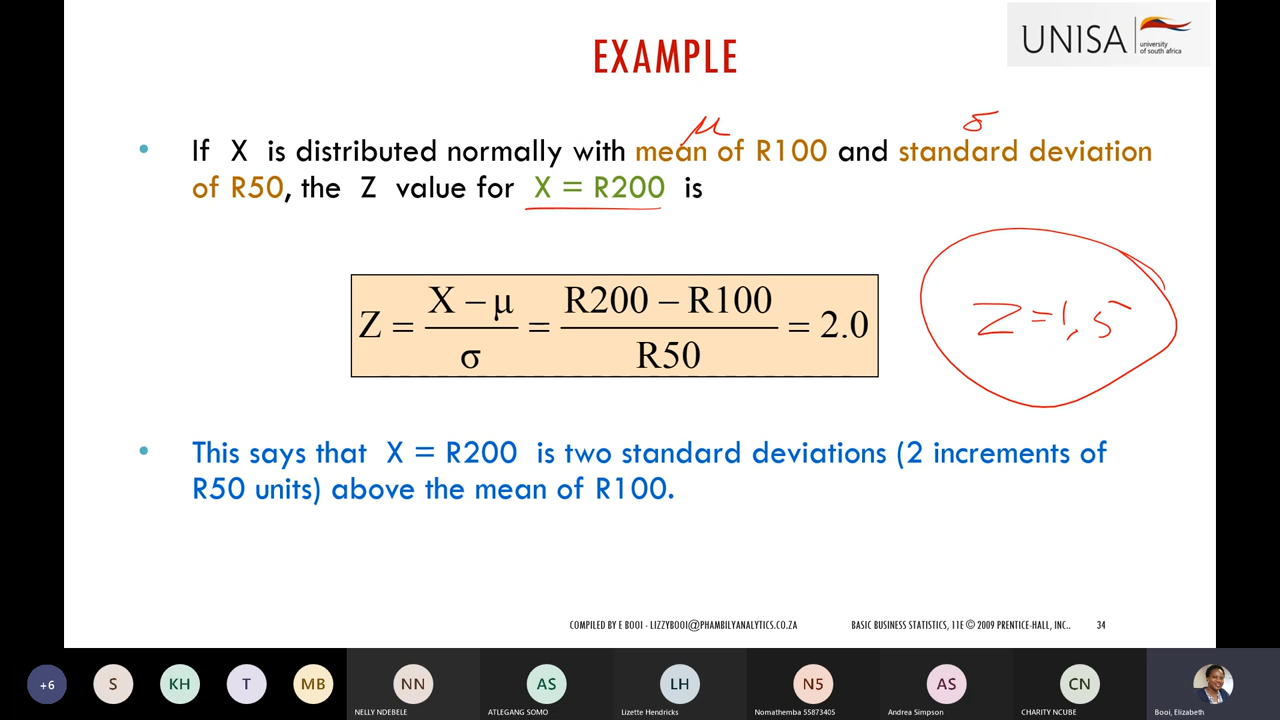 UNISA university of south africa
EXAMPLE
μ σ
• If X is distributed normally with mean of R100 and standard deviation
of R50, the Z value for X = R200 is
Z = (X − μ)/σ = (R200 − R100)/R50 = 2.0
Z = 1,5
• This says that X = R200 is two standard deviations (2 increments of
R50 units) above the mean of R100.
COMPILED BY E BOOI - LIZZYBOOI@PHAMBILYANALYTICS.CO.ZA BASIC BUSINESS STATISTICS, 11E © 2009 PRENTICE-HALL, INC.. 34
+6 S KH T MB NN AS LH N5 AS CN
NELLY NDEBELE ATLEGANG SOMO Lizette Hendricks Nomathemba 55873405 Andrea Simpson CHARITY NCUBE Booi, Elizabeth